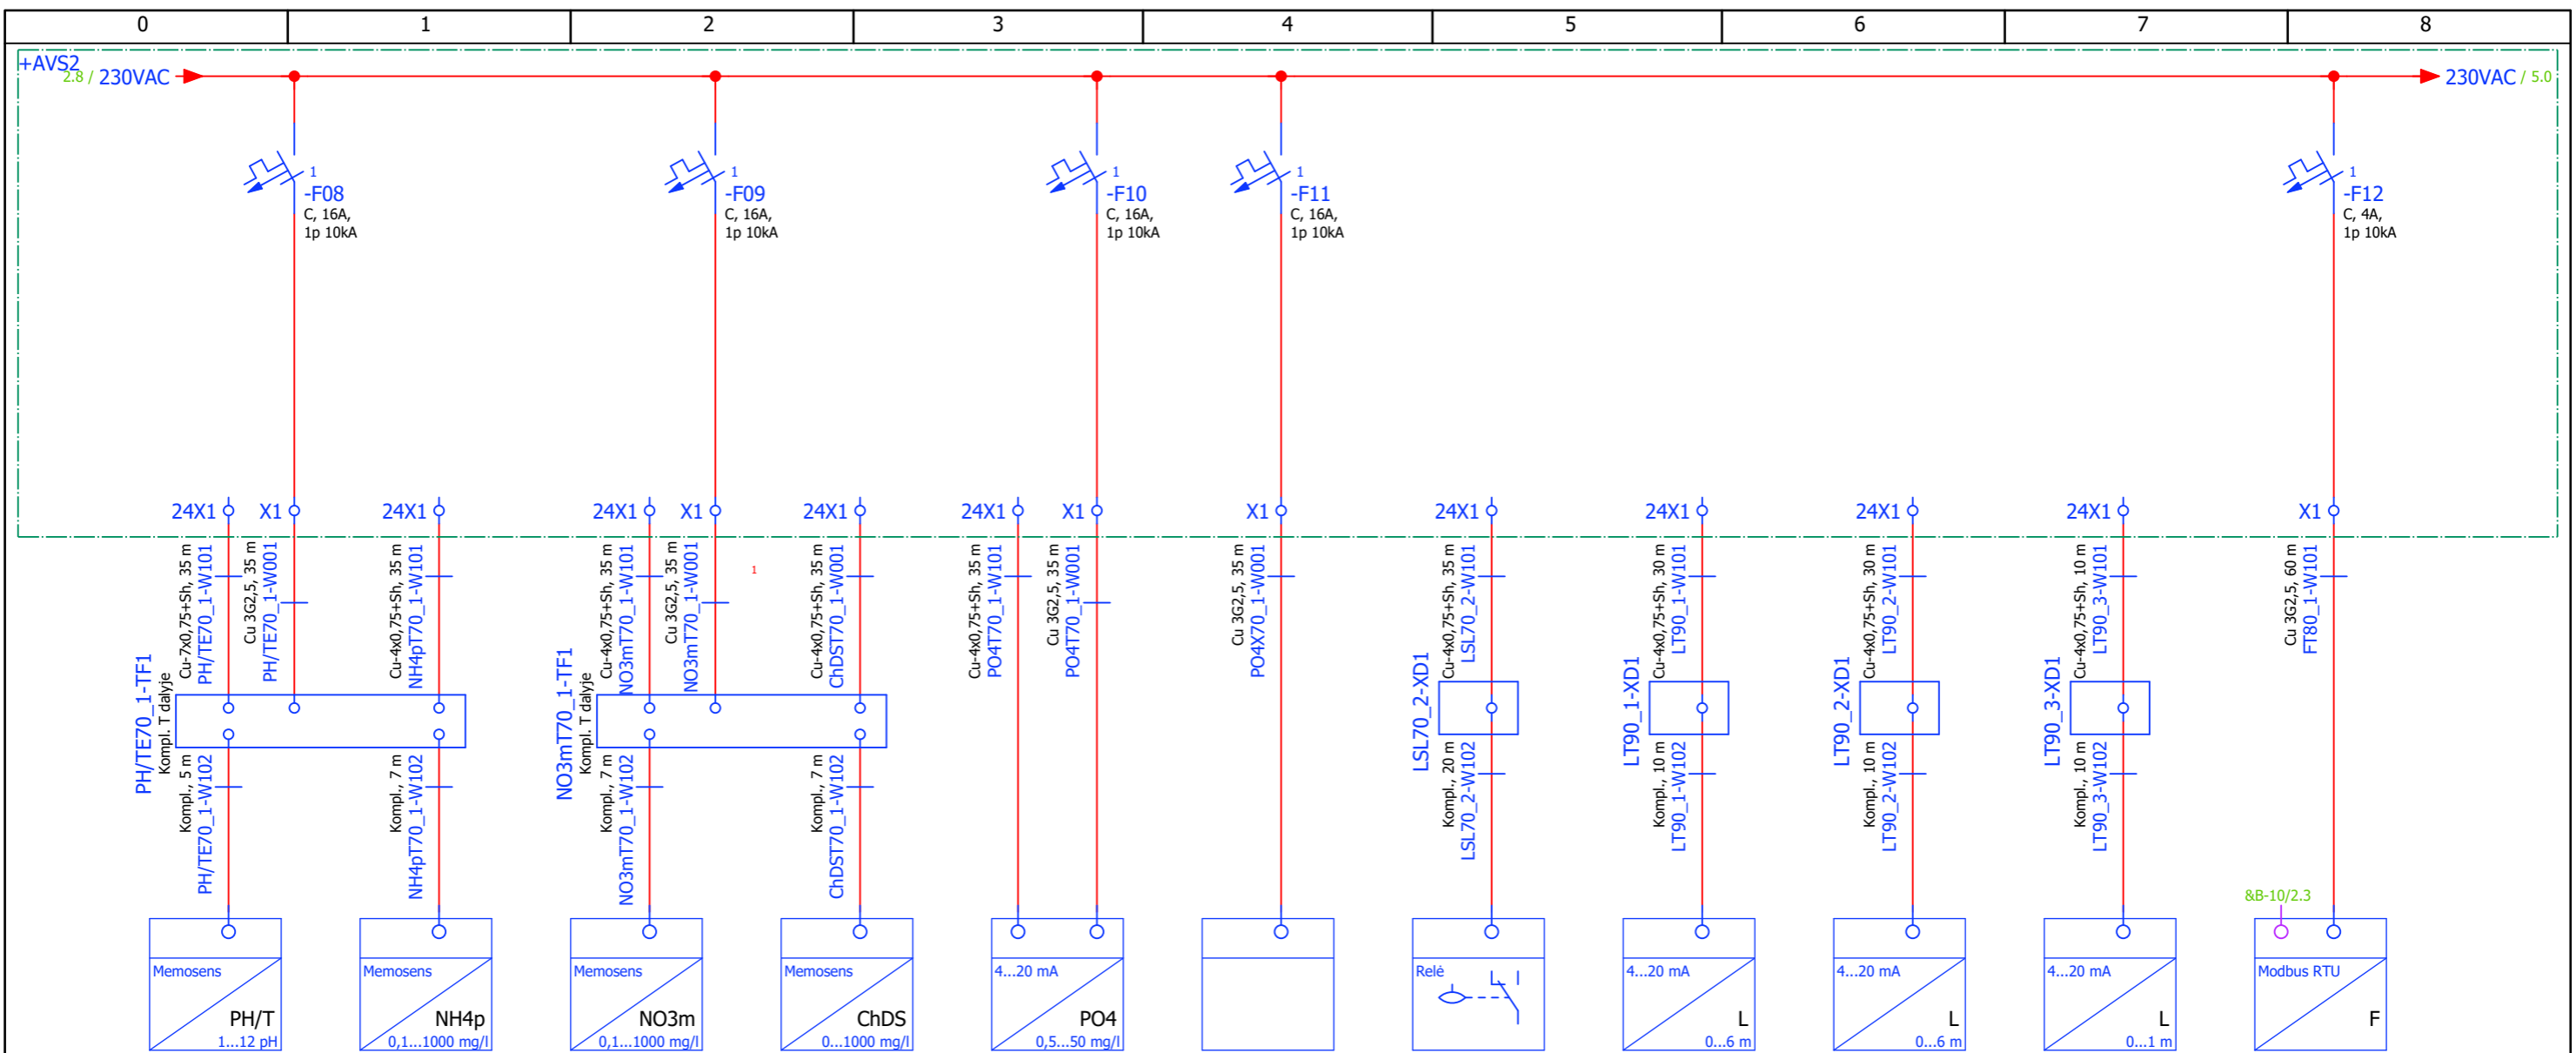 0 1 2 3 4 5 6 7 8
+AVS2
2.8 / 230VAC
230VAC / 5.0
1
-F08
C, 16A,
1p 10kA
1
-F09
C, 16A,
1p 10kA
1
-F10
C, 16A,
1p 10kA
1
-F11
C, 16A,
1p 10kA
1
-F12
C, 4A,
1p 10kA
24X1 X1 24X1 24X1 X1 24X1 24X1 X1 X1 24X1 24X1 24X1 24X1 X1
Cu-7x0,75+Sh, 35 m
PH/TE70_1-W101
Cu 3G2,5, 35 m
PH/TE70_1-W001
Cu-4x0,75+Sh, 35 m
NH4pT70_1-W101
Cu-4x0,75+Sh, 35 m
NO3mT70_1-W101
Cu 3G2,5, 35 m
NO3mT70_1-W001
1
Cu-4x0,75+Sh, 35 m
ChDST70_1-W001
Cu-4x0,75+Sh, 35 m
PO4T70_1-W101
Cu 3G2,5, 35 m
PO4T70_1-W001
Cu 3G2,5, 35 m
PO4X70_1-W001
Cu-4x0,75+Sh, 35 m
LSL70_2-W101
Cu-4x0,75+Sh, 30 m
LT90_1-W101
Cu-4x0,75+Sh, 30 m
LT90_2-W101
Cu-4x0,75+Sh, 10 m
LT90_3-W101
Cu 3G2,5, 60 m
FT80_1-W101
PH/TE70_1-TF1
Kompl. T dalyje
NO3mT70_1-TF1
Kompl. T dalyje
LSL70_2-XD1
LT90_1-XD1
LT90_2-XD1
LT90_3-XD1
Kompl., 5 m
PH/TE70_1-W102
Kompl., 7 m
NH4pT70_1-W102
Kompl., 7 m
NO3mT70_1-W102
Kompl., 7 m
ChDST70_1-W102
Kompl., 20 m
LSL70_2-W102
Kompl., 10 m
LT90_1-W102
Kompl., 10 m
LT90_2-W102
Kompl., 10 m
LT90_3-W102
&B-10/2.3
Memosens
PH/T
1...12 pH
Memosens
NH4p
0,1...1000 mg/l
Memosens
NO3m
0,1...1000 mg/l
Memosens
ChDS
0...1000 mg/l
4...20 mA
PO4
0,5...50 mg/l
Relė
4...20 mA
L
0...6 m
4...20 mA
L
0...6 m
4...20 mA
L
0...1 m
Modbus RTU
F